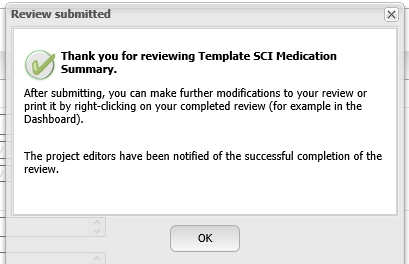 Review submitted
Thank you for reviewing Template SCI Medication
Summary.
After submitting, you can make further modifications to your review or
print it by right-clicking on your completed review (for example in the
Dashboard).
The project editors have been notified of the successful completion of the
review.
OK